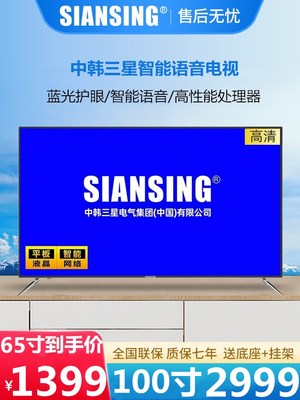 SIANSING® 售后无忧
中韩三星智能语音电视
蓝光护眼/智能语音/高性能处理器
高清
SIANSING®
中韩三星电气集团(中国)有限公司
平板 智能
液晶 网络
65寸到手价
¥1399
全国联保 质保七年 送底座+挂架
100寸2999